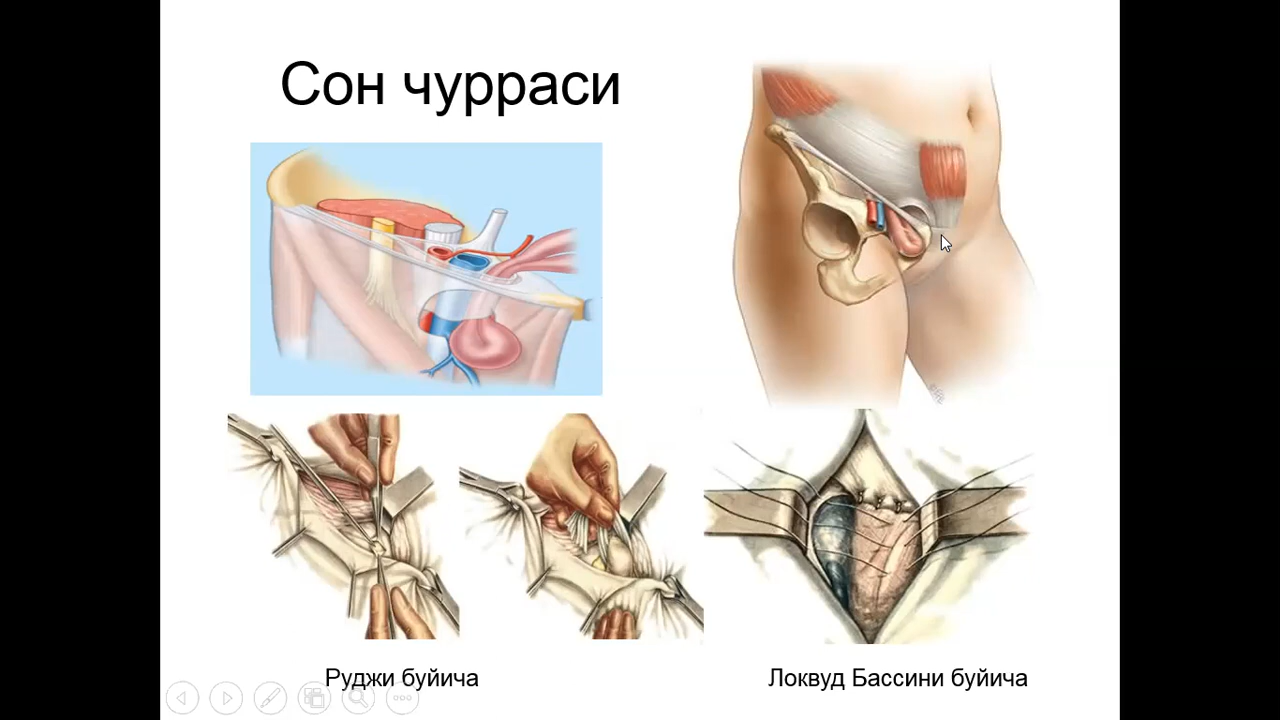 Сон чурраси
Руджи буйича
Локвуд Бассини буйича